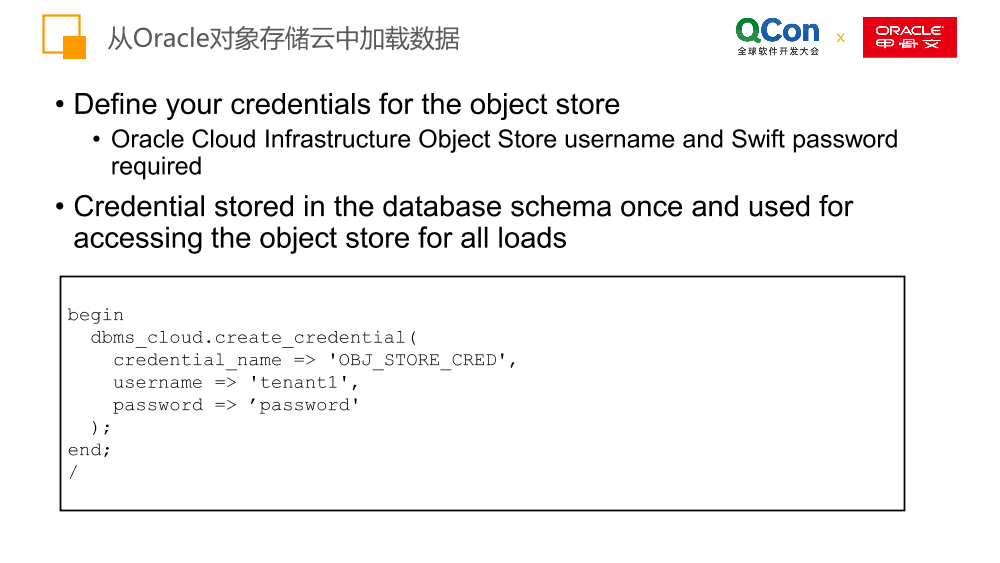 从Oracle对象存储云中加载数据
QCon
全球软件开发大会
x
ORACLE
甲骨文
• Define your credentials for the object store
• Oracle Cloud Infrastructure Object Store username and Swift password
required
• Credential stored in the database schema once and used for
accessing the object store for all loads
begin
  dbms_cloud.create_credential(
    credential_name => 'OBJ_STORE_CRED',
    username => 'tenant1',
    password => ’password'
  );
end;
/